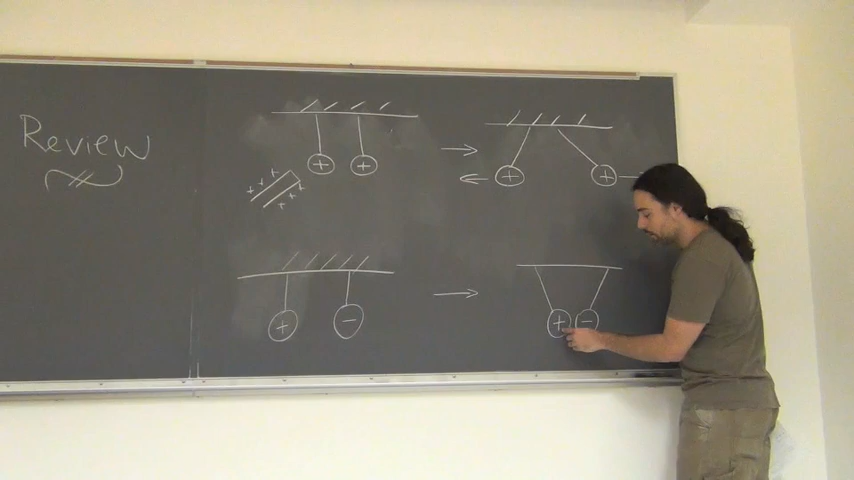 Review
+ + → + +
+ + +
+ + +
+ - → + -